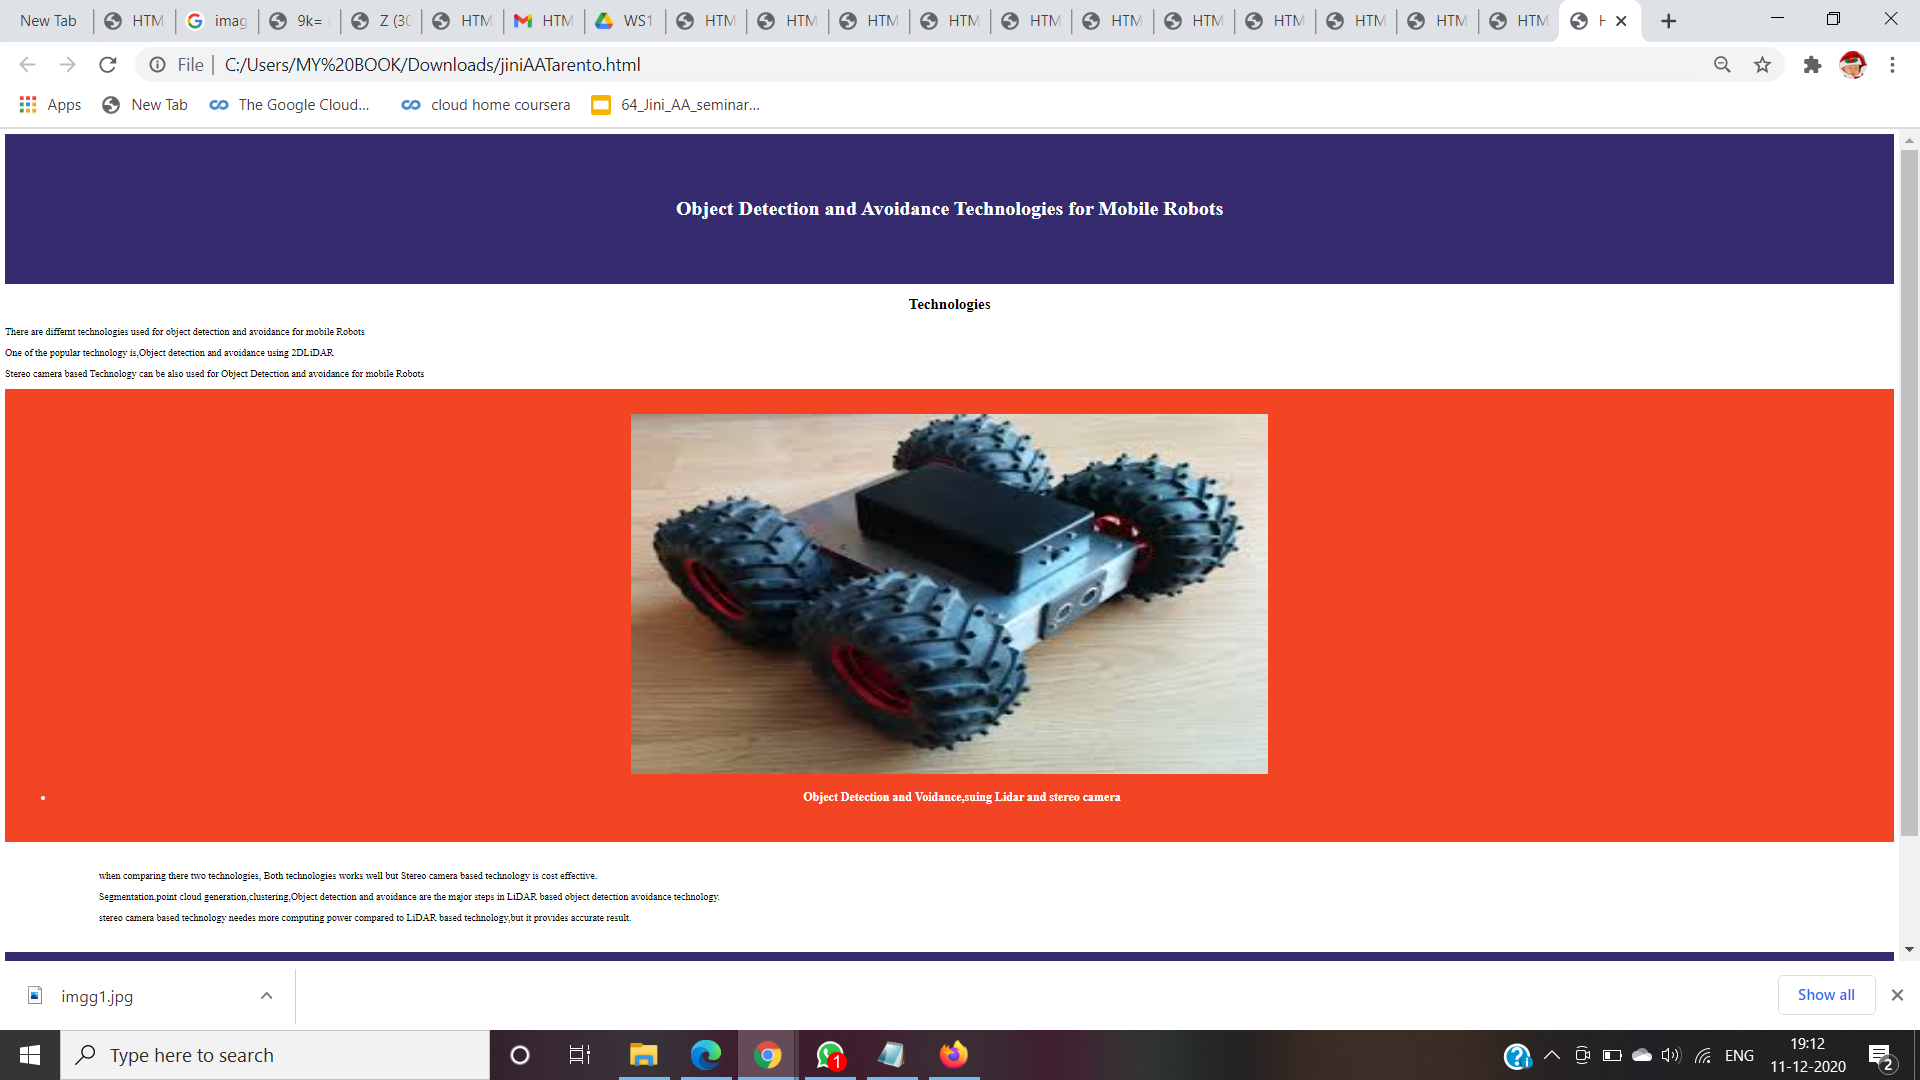 New Tab HTM imag 9k= Z (30 HTM HTM WS1 HTM HTM HTM HTM HTM HTM HTM HTM HTM HTM HTM H
File C:/Users/MY%20BOOK/Downloads/jiniAATarento.html
Apps New Tab The Google Cloud... cloud home coursera 64_Jini_AA_seminar...
Object Detection and Avoidance Technologies for Mobile Robots
Technologies
There are differnt technologies used for object detection and avoidance for mobile Robots
One of the popular technology is,Object detection and avoidance using 2DLiDAR
Stereo camera based Technology can be also used for Object Detection and avoidance for mobile Robots
Object Detection and Voidance,suing Lidar and stereo camera
when comparing there two technologies, Both technologies works well but Stereo camera based technology is cost effective.
Segmentation,point cloud generation,clustering,Object detection and avoidance are the major steps in LiDAR based object detection avoidance technology.
stereo camera based technology needes more computing power compared to LiDAR based technology,but it provides accurate result.
imgg1.jpg Show all
Type here to search 1 ENG 19:12
11-12-2020 2